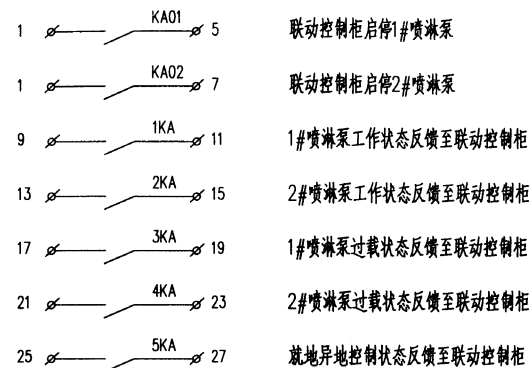 1 KA01 5 联动控制柜启停1#喷淋泵
1 KA02 7 联动控制柜启停2#喷淋泵
9 1KA 11 1#喷淋泵工作状态反馈至联动控制柜
13 2KA 15 2#喷淋泵工作状态反馈至联动控制柜
17 3KA 19 1#喷淋泵过载状态反馈至联动控制柜
21 4KA 23 2#喷淋泵过载状态反馈至联动控制柜
25 5KA 27 就地异地控制状态反馈至联动控制柜